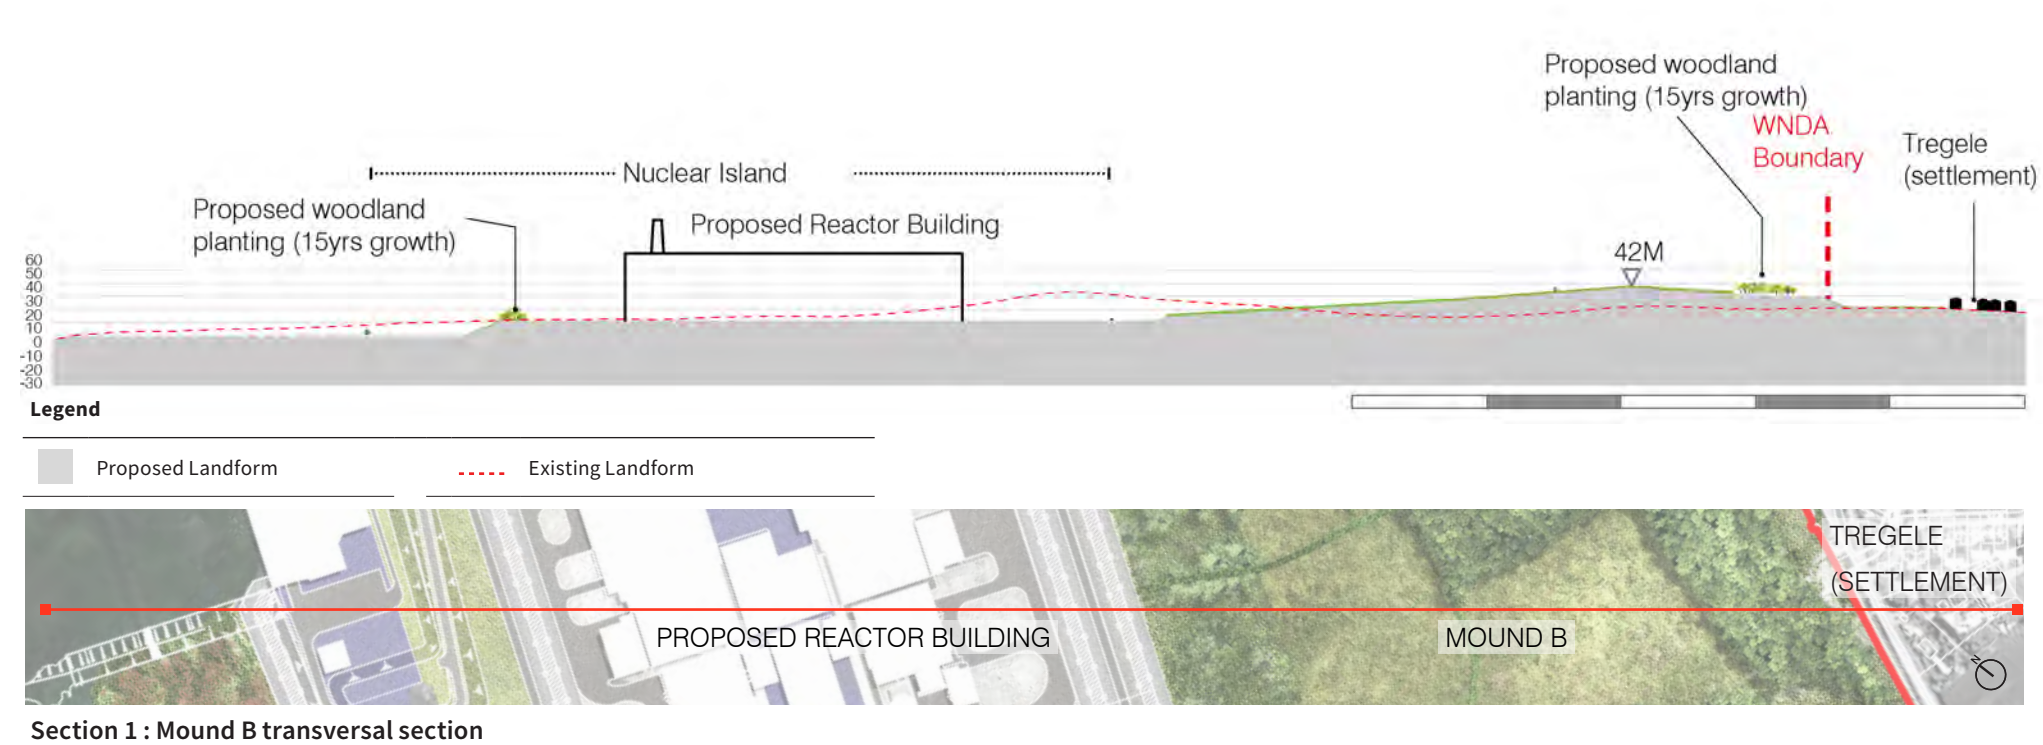 Proposed woodland
planting (15yrs growth)
WNDA
Boundary
Tregele
(settlement)
Nuclear Island
Proposed woodland
planting (15yrs growth)
Proposed Reactor Building
42M
60
50
40
30
20
10
0
-10
-20
-30
Legend
Proposed Landform
Existing Landform
TREGELE
(SETTLEMENT)
PROPOSED REACTOR BUILDING
MOUND B
N
Section 1 : Mound B transversal section